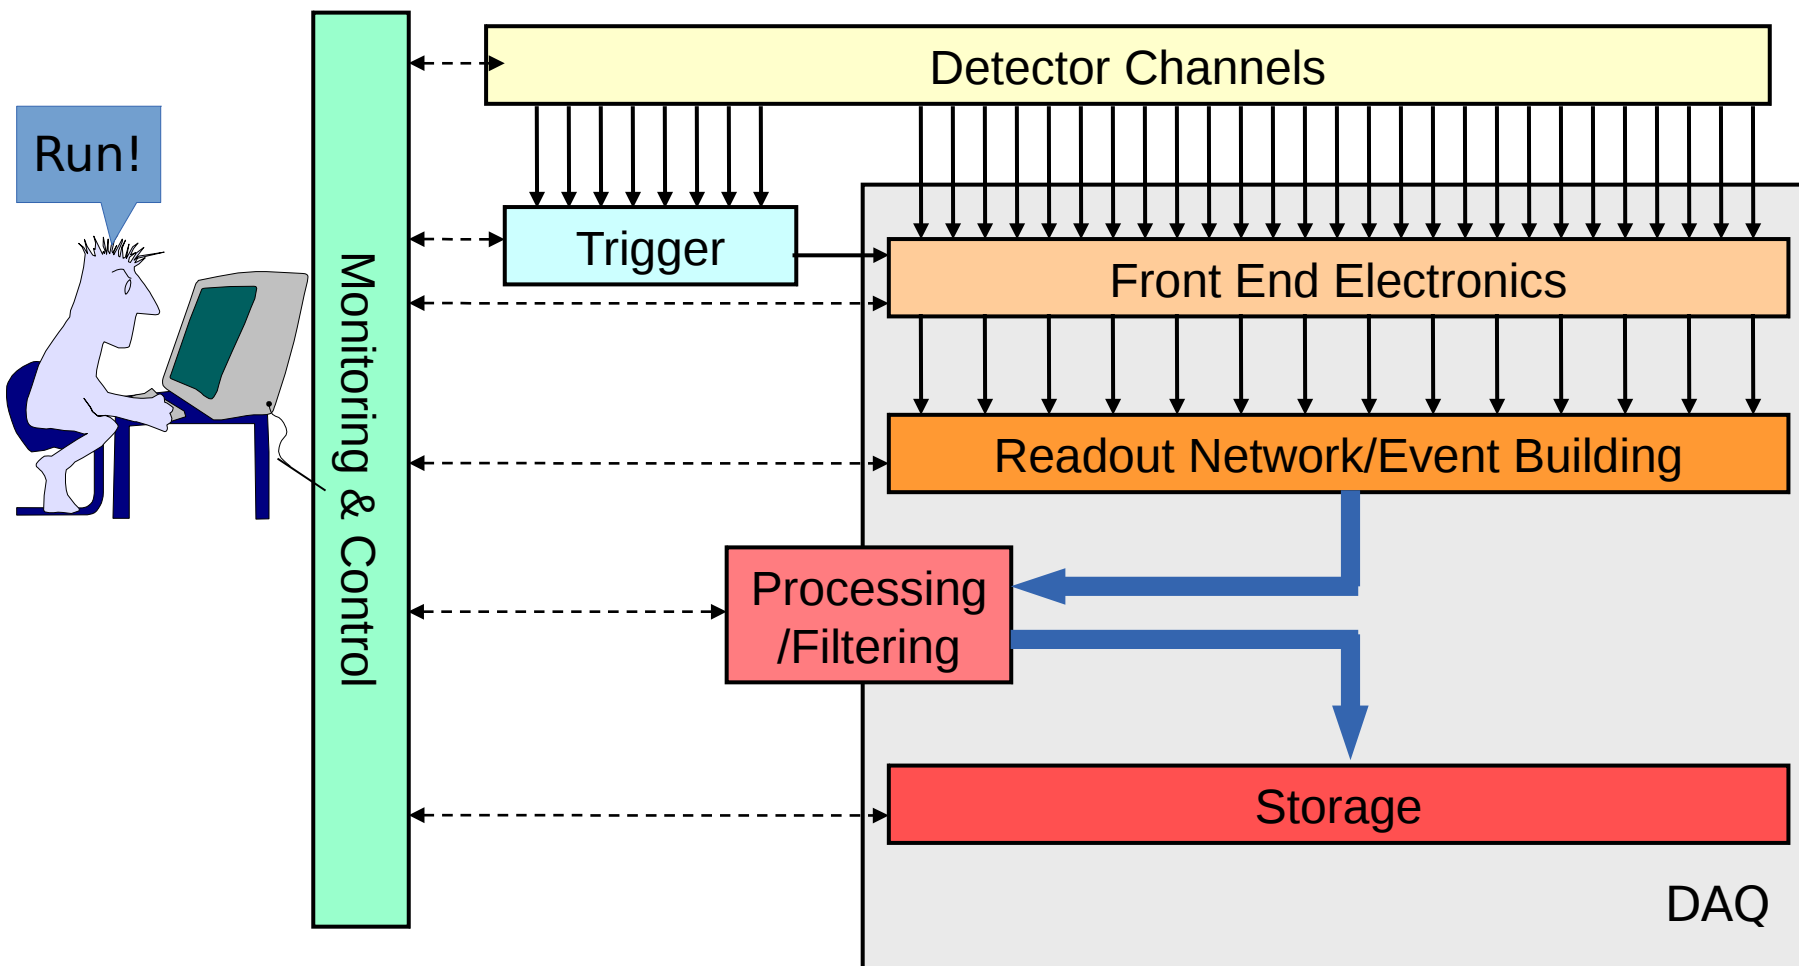 Detector Channels
Run!
Trigger
Front End Electronics
Monitoring & Control
Readout Network/Event Building
Processing
/Filtering
Storage
DAQ